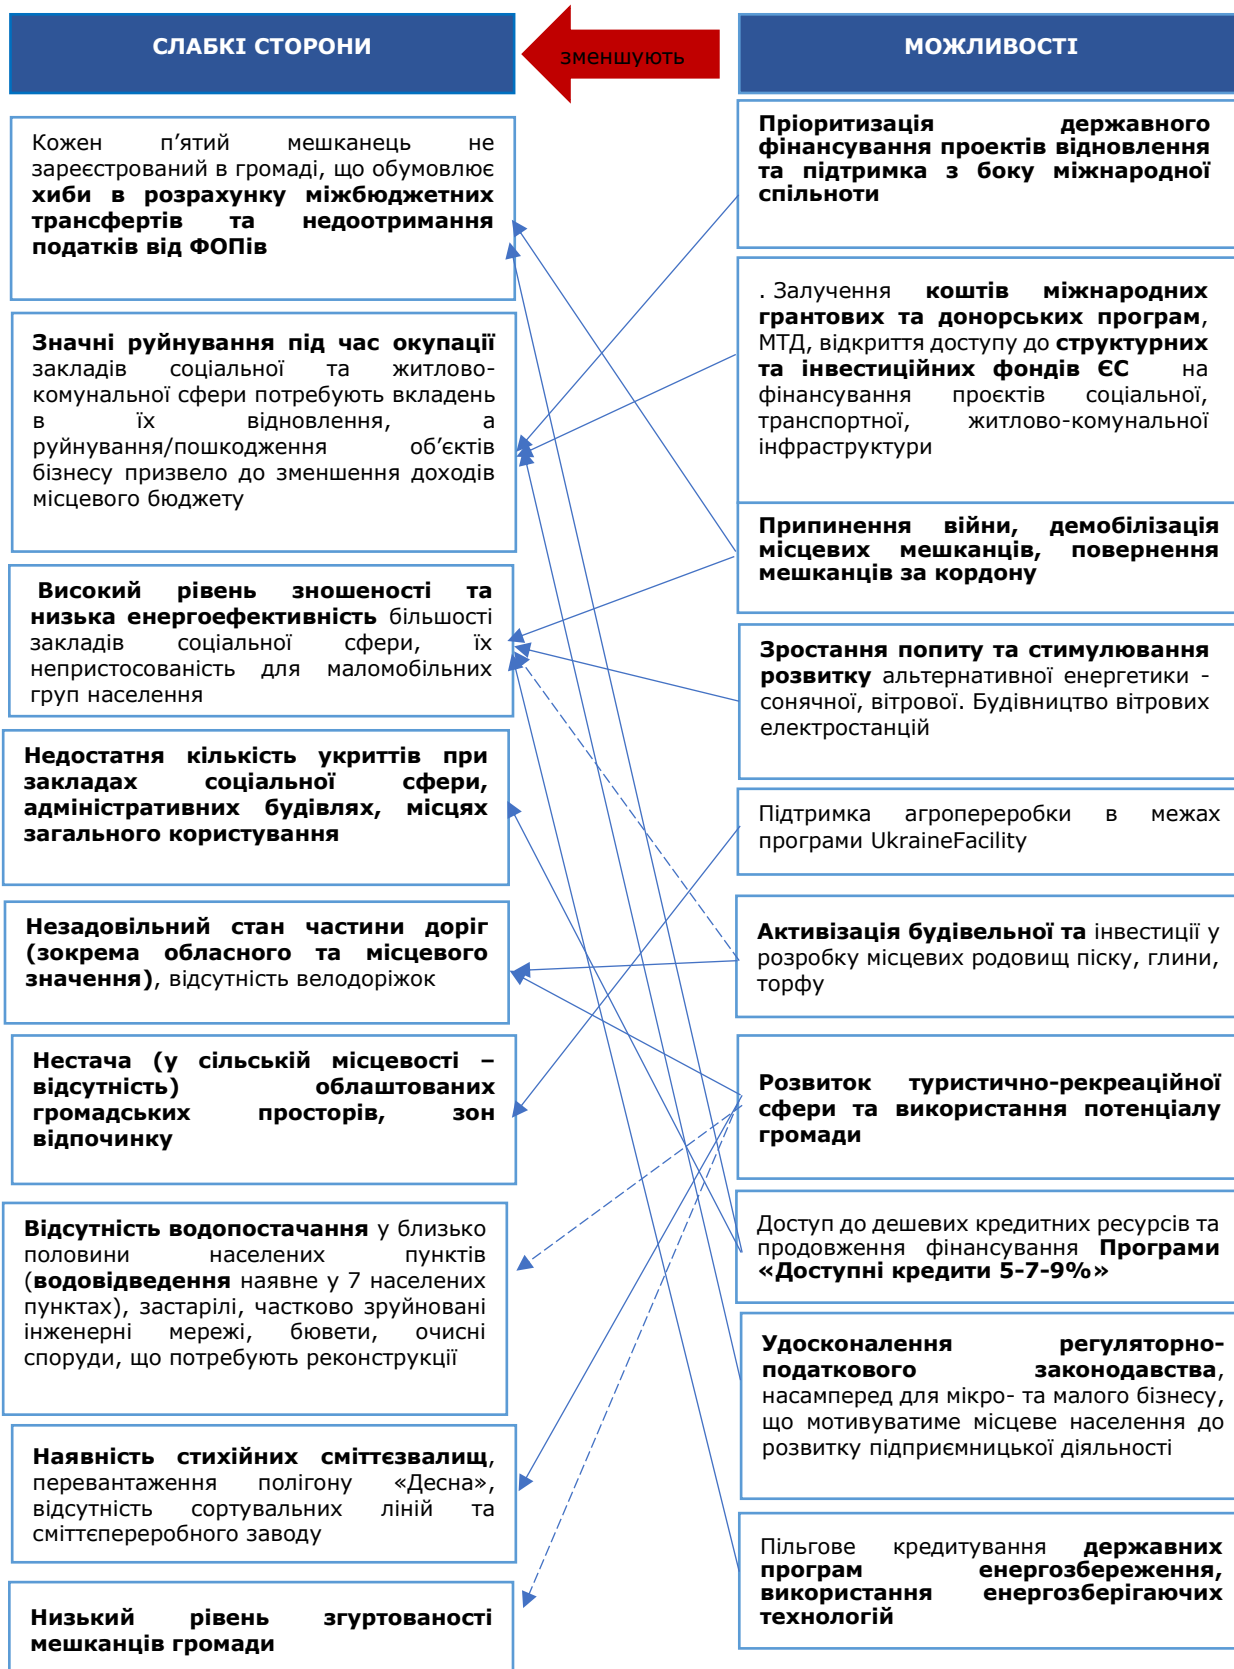 СЛАБКІ СТОРОНИ
зменшують
МОЖЛИВОСТІ
Кожен п’ятий мешканець не
зареєстрований в громаді, що обумовлює
хиби в розрахунку міжбюджетних
трансфертів та недоотримання
податків від ФОПів
Значні руйнування під час окупації
закладів соціальної та житлово-
комунальної сфери потребують вкладень
в їх відновлення, а
руйнування/пошкодження об’єктів
бізнесу призвело до зменшення доходів
місцевого бюджету
Високий рівень зношеності та
низька енергоефективність більшості
закладів соціальної сфери, їх
непристосованість для маломобільних
груп населення
Недостатня кількість укриттів при
закладах соціальної сфери,
адміністративних будівлях, місцях
загального користування
Незадовільний стан частини доріг
(зокрема обласного та місцевого
значення), відсутність велодоріжок
Нестача (у сільській місцевості –
відсутність) облаштованих
громадських просторів, зон
відпочинку
Відсутність водопостачання у близько
половини населених пунктів
(водовідведення наявне у 7 населених
пунктах), застарілі, частково зруйновані
інженерні мережі, бювети, очисні
споруди, що потребують реконструкції
Наявність стихійних сміттєзвалищ,
перевантаження полігону «Десна»,
відсутність сортувальних ліній та
сміттєпереробного заводу
Низький рівень згуртованості
мешканців громади
Пріоритизація державного
фінансування проектів відновлення
та підтримка з боку міжнародної
спільноти
. Залучення коштів міжнародних
грантових та донорських програм,
МТД, відкриття доступу до структурних
та інвестиційних фондів ЄС на
фінансування проєктів соціальної,
транспортної, житлово-комунальної
інфраструктури
Припинення війни, демобілізація
місцевих мешканців, повернення
мешканців за кордону
Зростання попиту та стимулювання
розвитку альтернативної енергетики -
сонячної, вітрової. Будівництво вітрових
електростанцій
Підтримка агропереробки в межах
програми UkraineFacility
Активізація будівельної та інвестиції у
розробку місцевих родовищ піску, глини,
торфу
Розвиток туристично-рекреаційної
сфери та використання потенціалу
громади
Доступ до дешевих кредитних ресурсів та
продовження фінансування Програми
«Доступні кредити 5-7-9%»
Удосконалення регуляторно-
податкового законодавства,
насамперед для мікро- та малого бізнесу,
що мотивуватиме місцеве населення до
розвитку підприємницької діяльності
Пільгове кредитування державних
програм енергозбереження,
використання енергозберігаючих
технологій